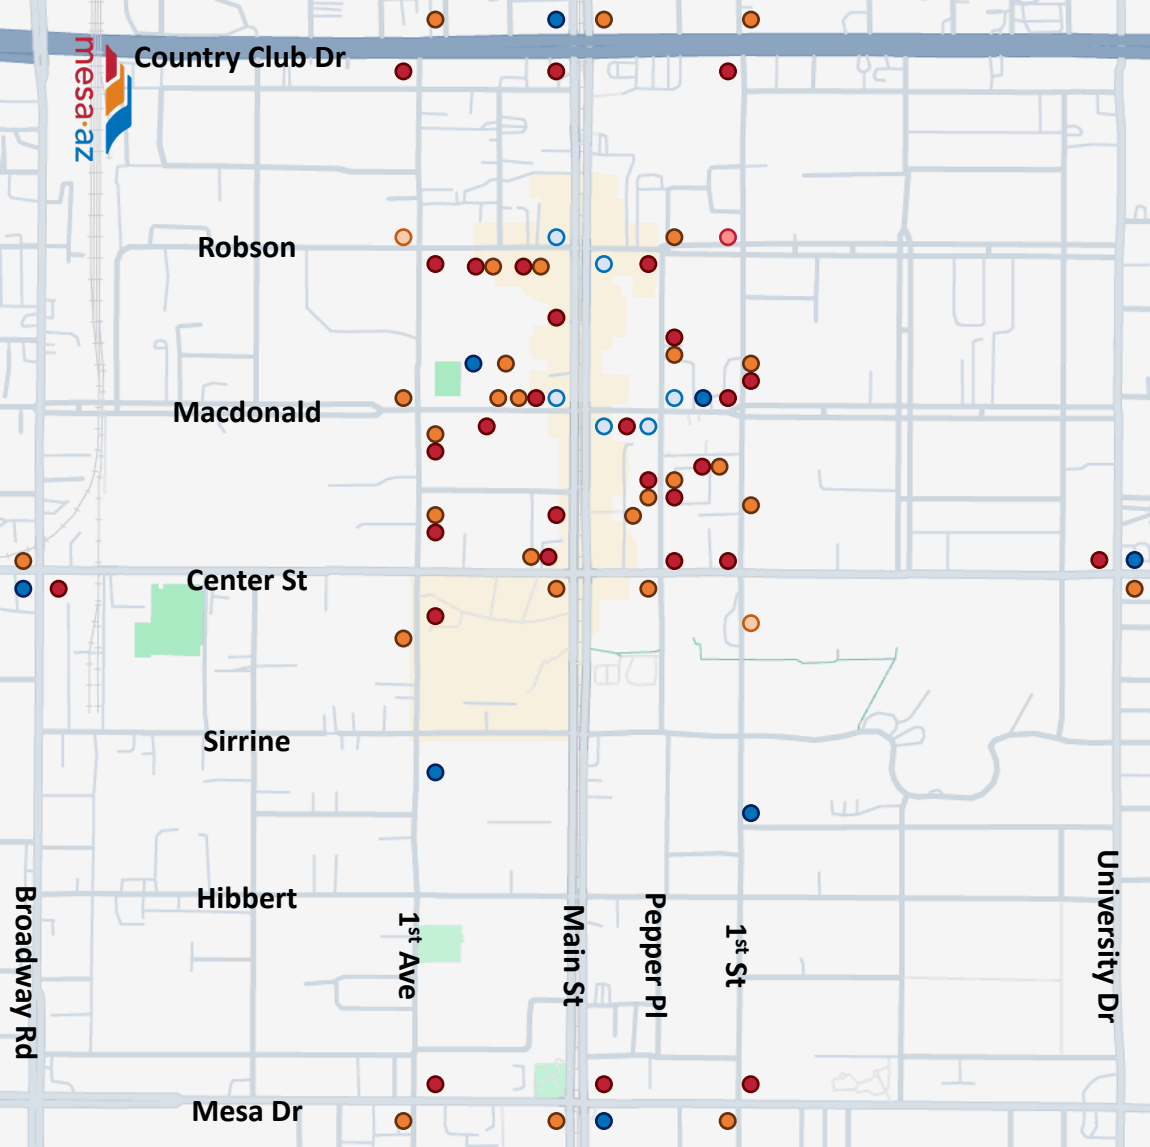 Country Club Dr
mesa·az
Robson
Macdonald
Center St
Sirrine
Hibbert
Broadway Rd
1st Ave
Main St
Pepper Pl
1st St
University Dr
Mesa Dr